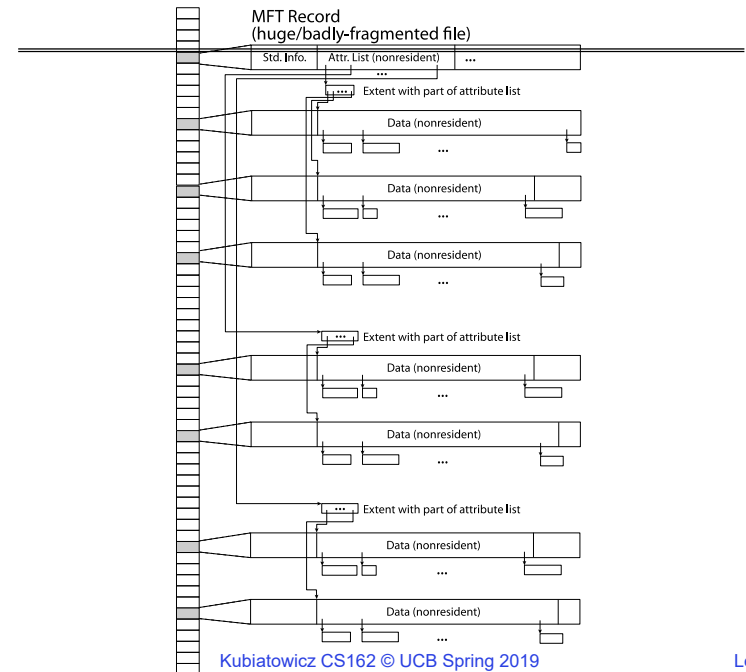 MFT Record
(huge/badly-fragmented file)
Std. Info. Attr. List (nonresident) ...
...
... Extent with part of attribute list
Data (nonresident)
...
Data (nonresident)
...
Data (nonresident)
...
... Extent with part of attribute list
Data (nonresident)
...
Data (nonresident)
...
... Extent with part of attribute list
Data (nonresident)
...
Data (nonresident)
...
Kubiatowicz CS162 © UCB Spring 2019